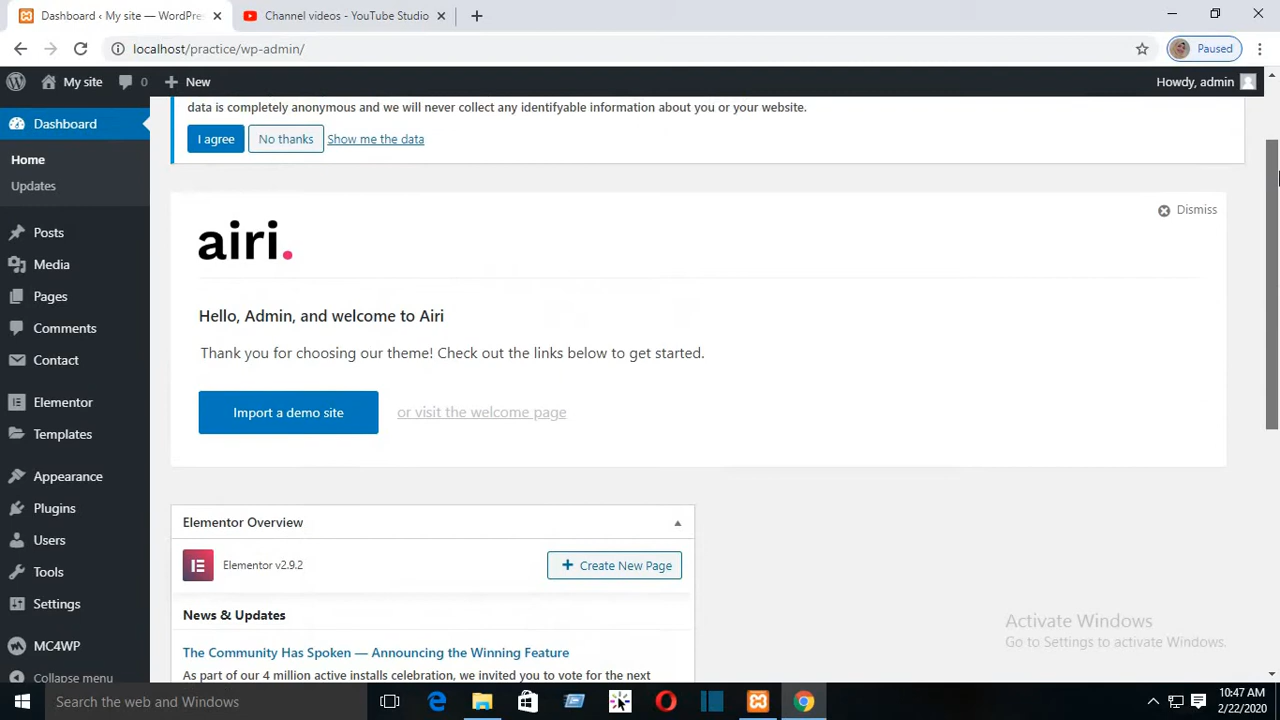 Dashboard ‹ My site — WordPre
Channel videos - YouTube Studio
localhost/practice/wp-admin/
Paused
My site
0
New
Howdy, admin
data is completely anonymous and we will never collect any identifyable information about you or your website.
I agree
No thanks
Show me the data
Dashboard
Home
Updates
Posts
Media
Pages
Comments
Contact
Elementor
Templates
Appearance
Plugins
Users
Tools
Settings
MC4WP
Collapse menu
Dismiss
airi.
Hello, Admin, and welcome to Airi
Thank you for choosing our theme! Check out the links below to get started.
Import a demo site
or visit the welcome page
Elementor Overview
Elementor v2.9.2
Create New Page
News & Updates
The Community Has Spoken — Announcing the Winning Feature
As part of our 4 million active installs celebration, we invited you to vote for the next
Activate Windows
Go to Settings to activate Windows.
Search the web and Windows
10:47 AM
2/22/2020